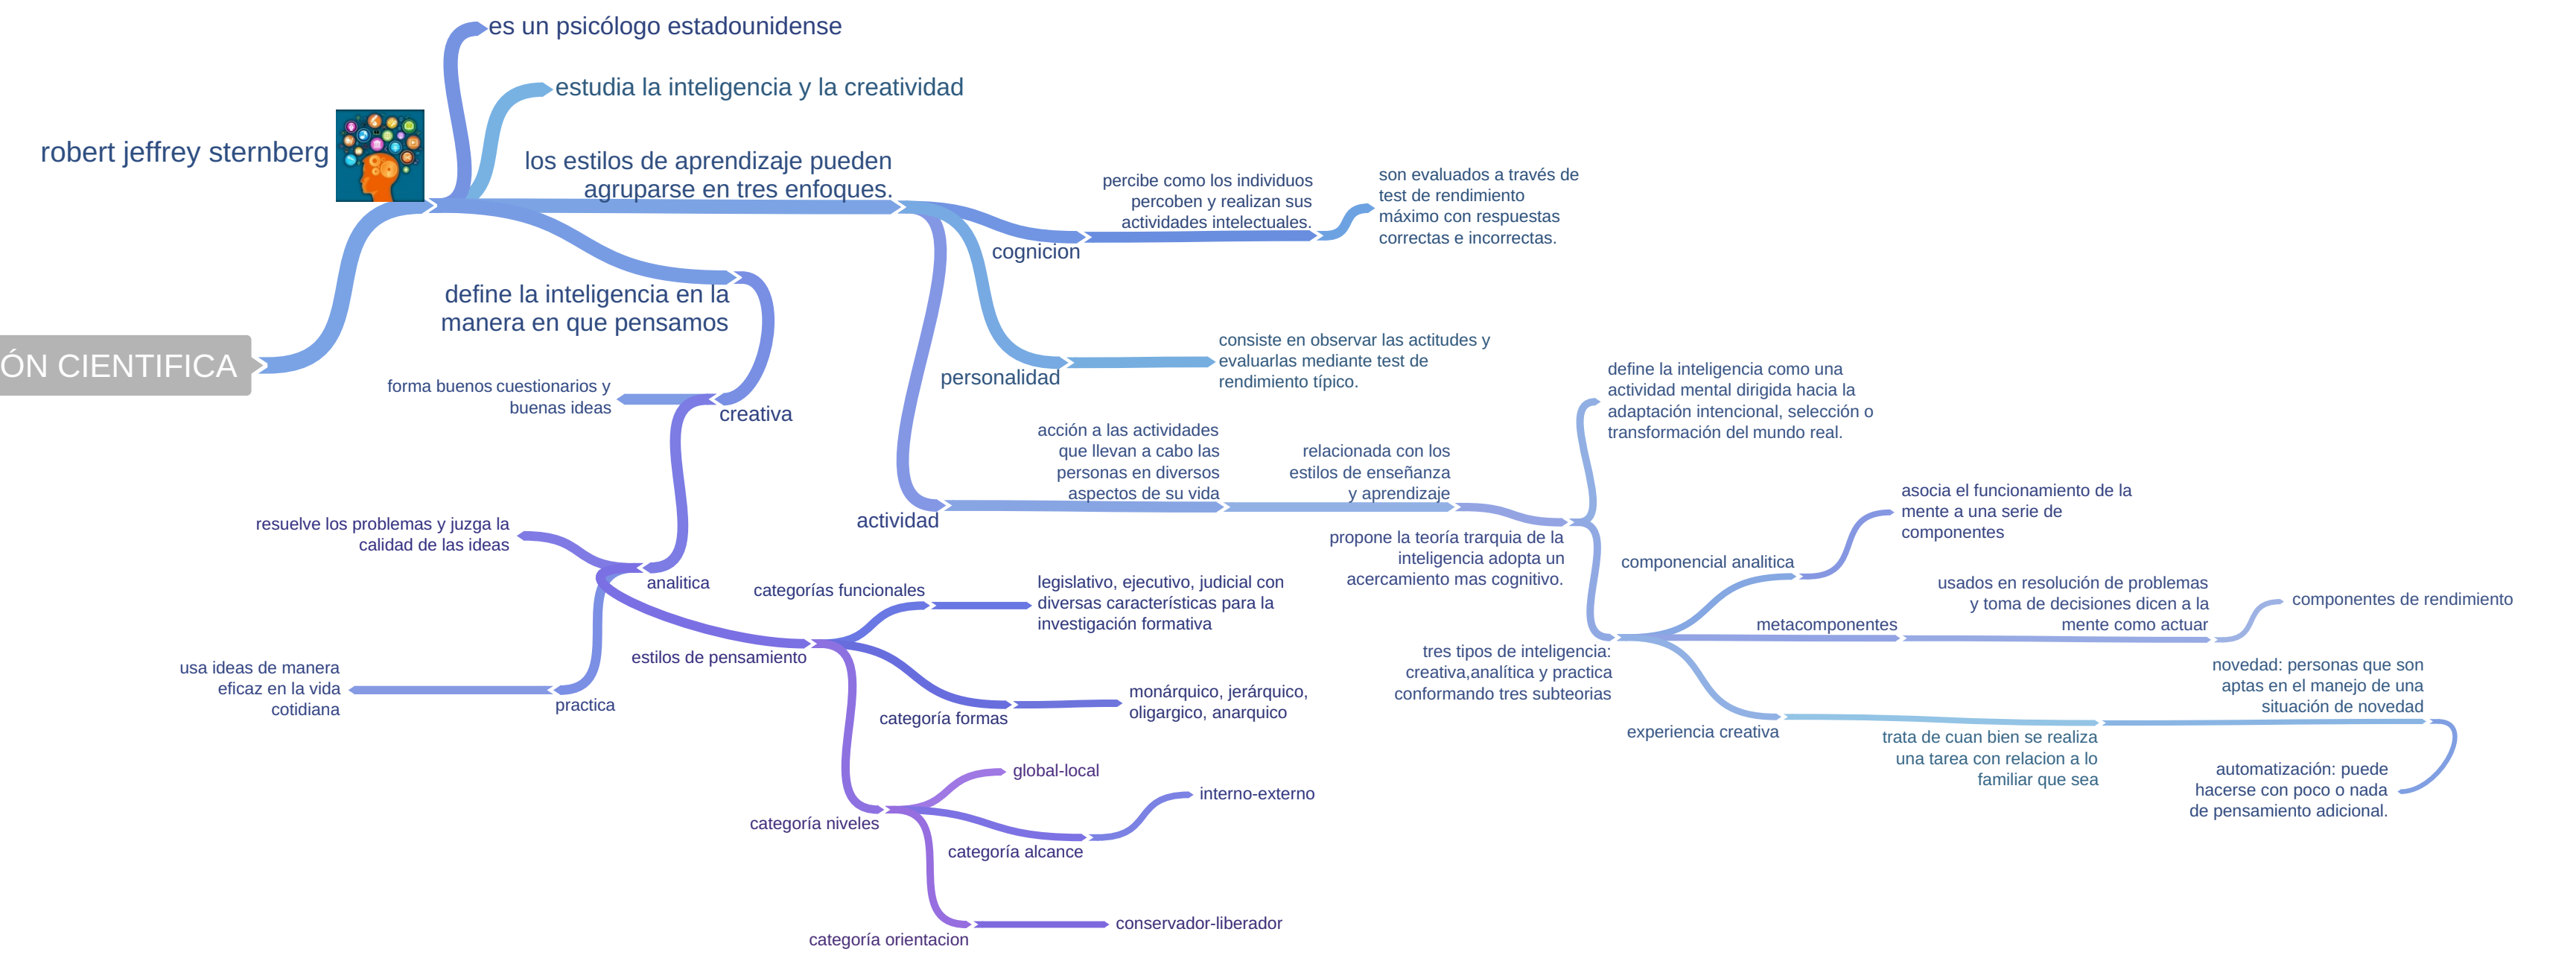 es un psicólogo estadounidense
estudia la inteligencia y la creatividad
robert jeffrey sternberg
los estilos de aprendizaje pueden
agruparse en tres enfoques.
cognicion
percibe como los individuos
percoben y realizan sus
actividades intelectuales.
son evaluados a través de
test de rendimiento
máximo con respuestas
correctas e incorrectas.
define la inteligencia en la
manera en que pensamos
ÓN CIENTIFICA
personalidad
consiste en observar las actitudes y
evaluarlas mediante test de
rendimiento típico.
forma buenos cuestionarios y
buenas ideas
creativa
actividad
acción a las actividades
que llevan a cabo las
personas en diversos
aspectos de su vida
relacionada con los
estilos de enseñanza
y aprendizaje
propone la teoría trarquia de la
inteligencia adopta un
acercamiento mas cognitivo.
define la inteligencia como una
actividad mental dirigida hacia la
adaptación intencional, selección o
transformación del mundo real.
tres tipos de inteligencia:
creativa,analítica y practica
conformando tres subteorias
componencial analitica
asocia el funcionamiento de la
mente a una serie de
componentes
metacomponentes
usados en resolución de problemas
y toma de decisiones dicen a la
mente como actuar
componentes de rendimiento
experiencia creativa
trata de cuan bien se realiza
una tarea con relacion a lo
familiar que sea
novedad: personas que son
aptas en el manejo de una
situación de novedad
automatización: puede
hacerse con poco o nada
de pensamiento adicional.
resuelve los problemas y juzga la
calidad de las ideas
analitica
usa ideas de manera
eficaz en la vida
cotidiana
practica
estilos de pensamiento
categorías funcionales
legislativo, ejecutivo, judicial con
diversas características para la
investigación formativa
categoría formas
monárquico, jerárquico,
oligargico, anarquico
categoría niveles
global-local
categoría alcance
interno-externo
categoría orientacion
conservador-liberador